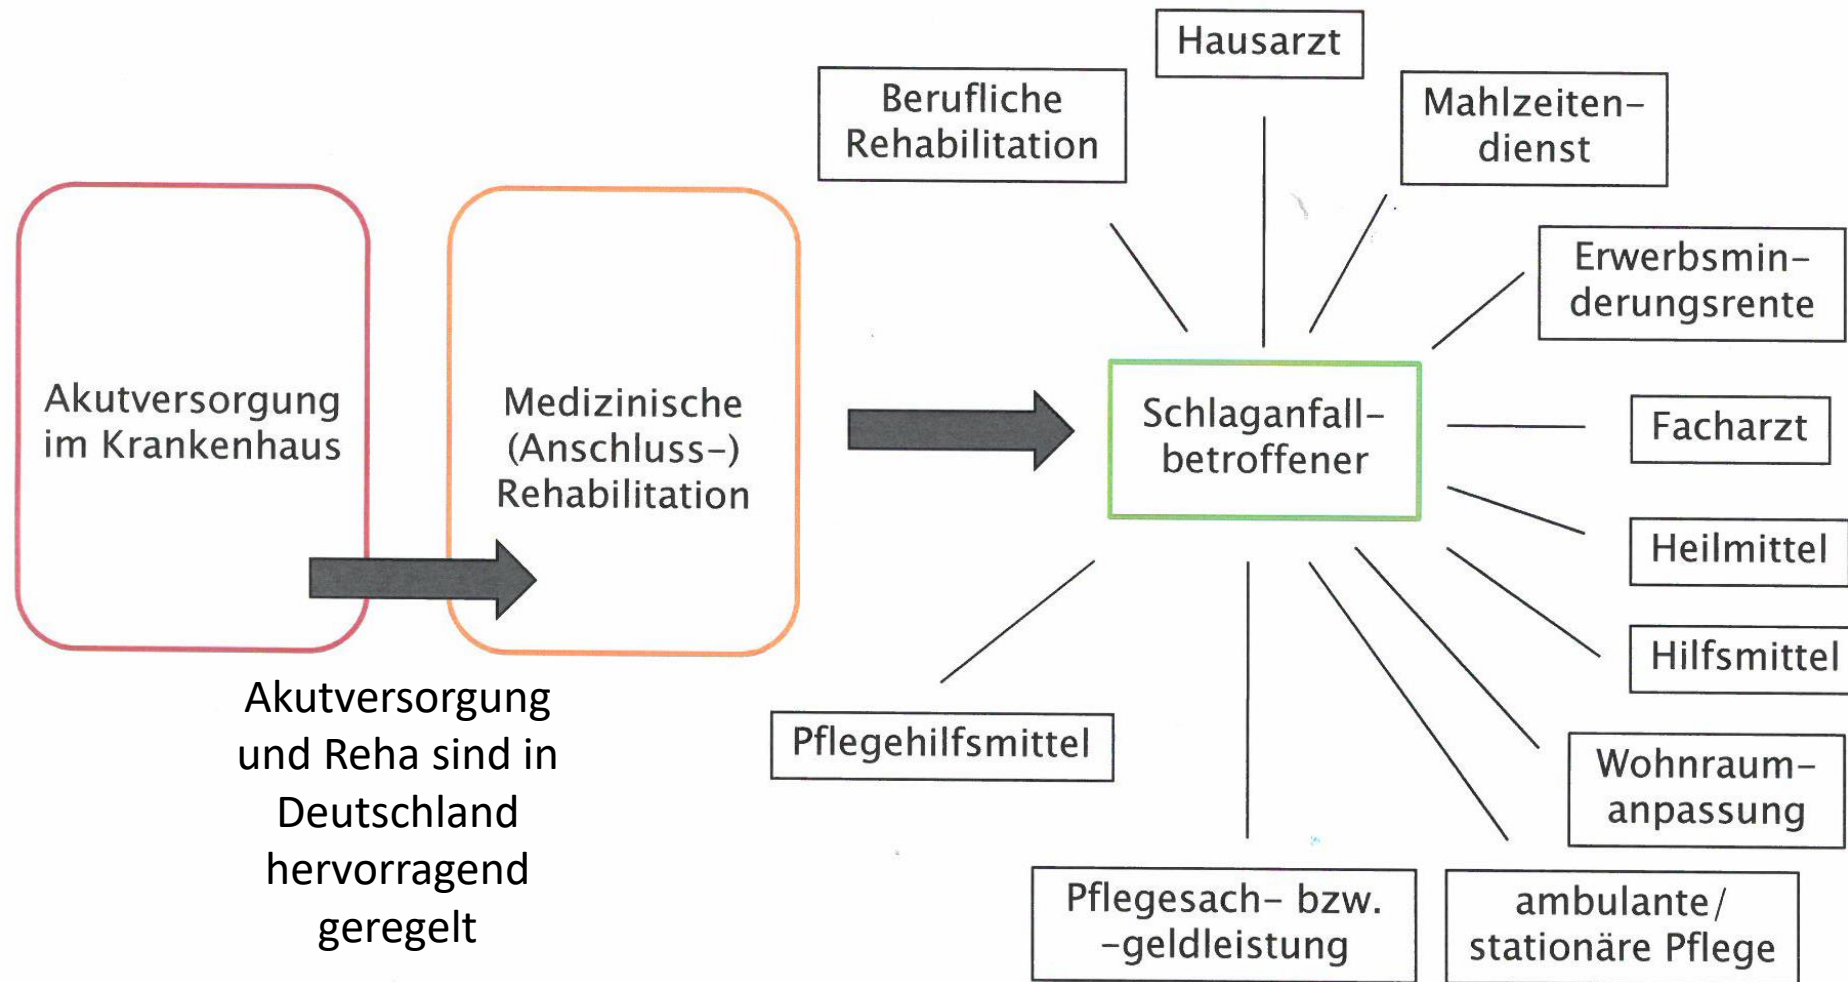 Hausarzt
Berufliche
Rehabilitation
Mahlzeiten-
dienst
Erwerbsmin-
derungsrente
Akutversorgung
im Krankenhaus
Medizinische
(Anschluss-)
Rehabilitation
Schlaganfall-
betroffener
Facharzt
Heilmittel
Hilfsmittel
Akutversorgung
und Reha sind in
Deutschland
hervorragend
geregelt
Pflegehilfsmittel
Wohnraum-
anpassung
Pflegesach- bzw.
-geldleistung
ambulante/
stationäre Pflege